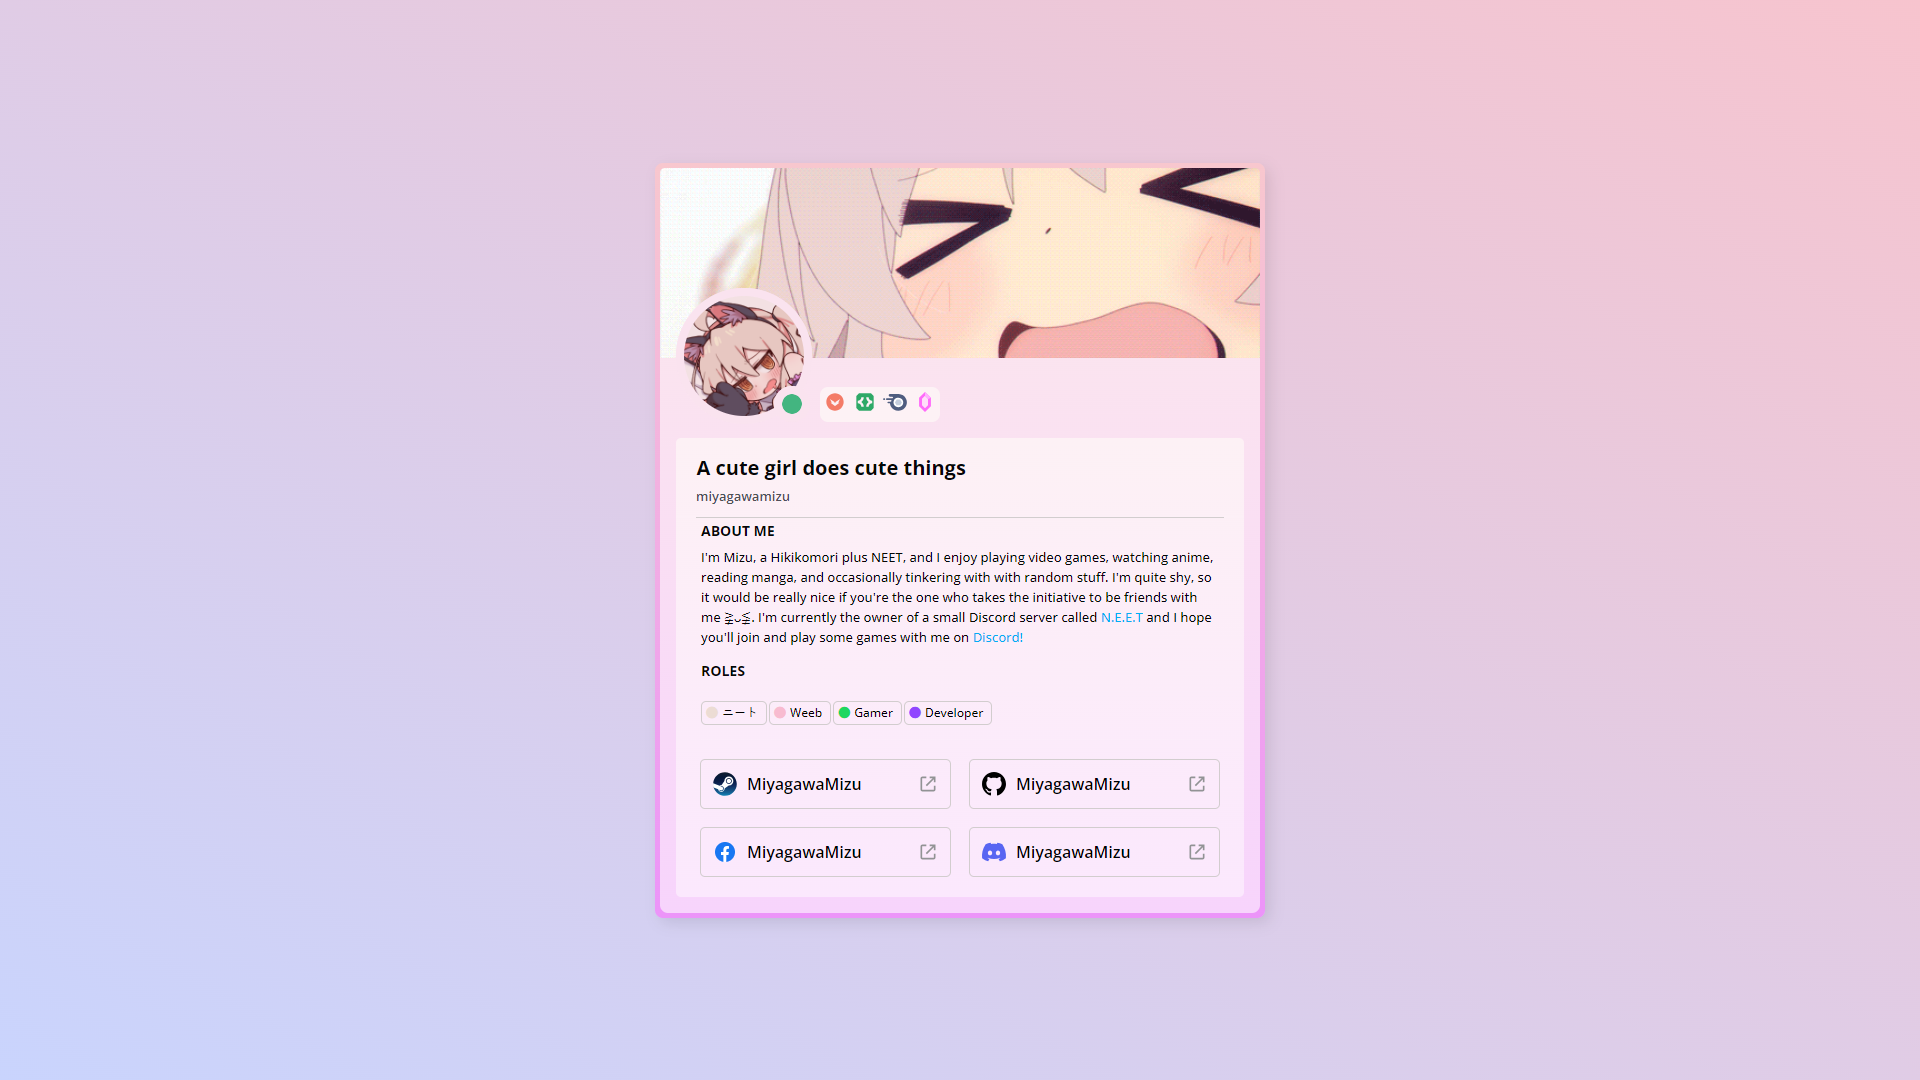 A cute girl does cute things
miyagawamizu
ABOUT ME
I'm Mizu, a Hikikomori plus NEET, and I enjoy playing video games, watching anime,
reading manga, and occasionally tinkering with with random stuff. I'm quite shy, so
it would be really nice if you're the one who takes the initiative to be friends with
me ≧◡≦. I'm currently the owner of a small Discord server called N.E.E.T and I hope
you'll join and play some games with me on Discord!
ROLES
ニート Weeb Gamer Developer
MiyagawaMizu MiyagawaMizu
MiyagawaMizu MiyagawaMizu